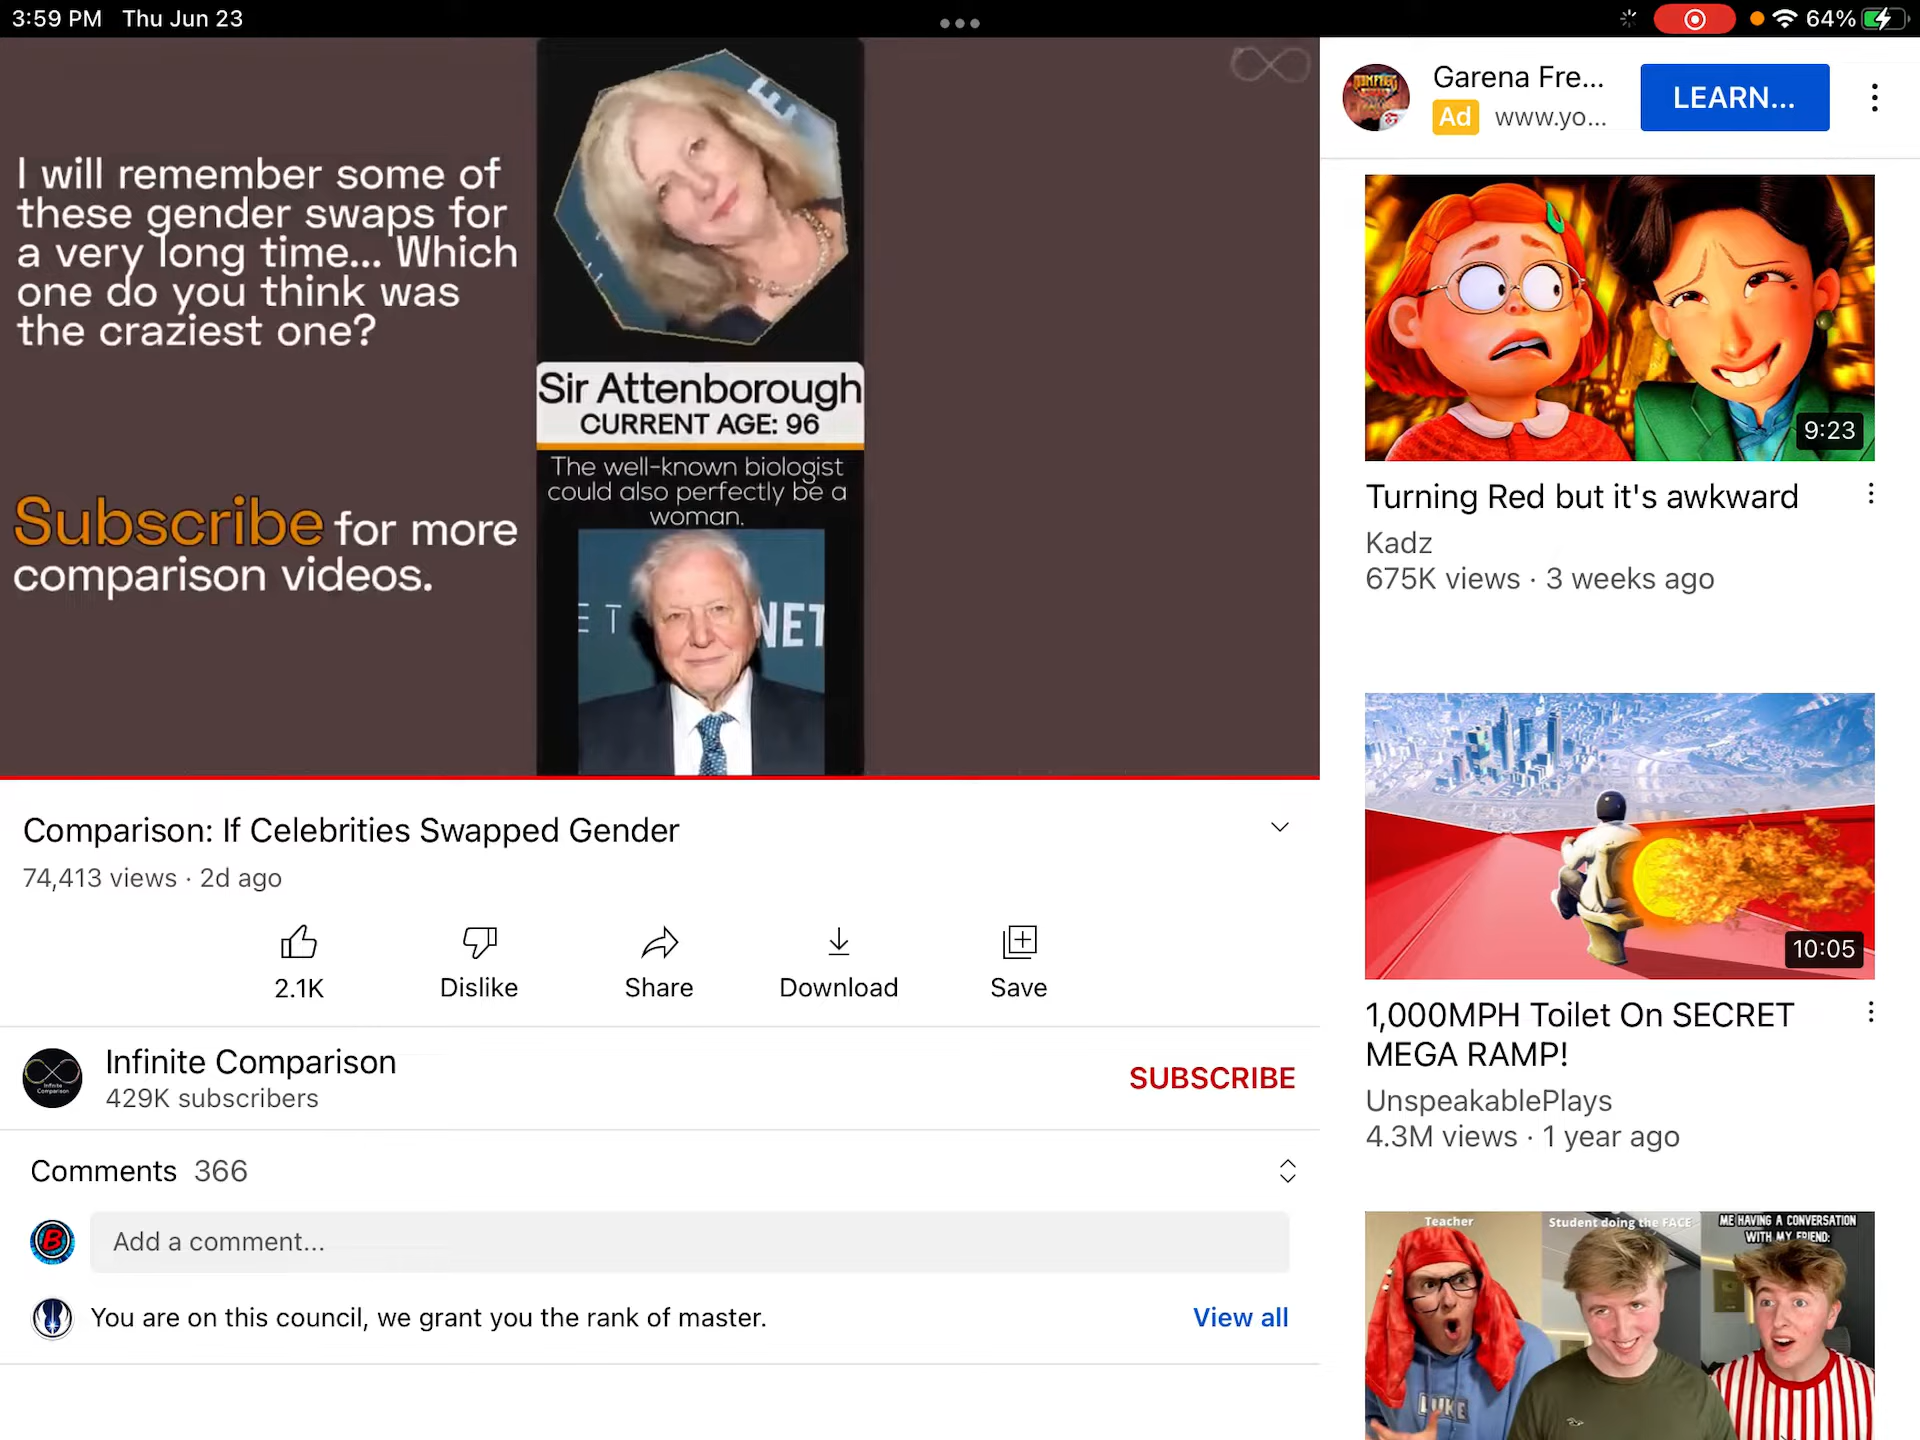 3:59 PM Thu Jun 23
64%
I will remember some of
these gender swaps for
a very long time... Which
one do you think was
the craziest one?
Subscribe for more
comparison videos.
E
Sir Attenborough
CURRENT AGE: 96
The well-known biologist
could also perfectly be a
woman.
E T
NET
Comparison: If Celebrities Swapped Gender
74,413 views · 2d ago
2.1K
Dislike
Share
Download
Save
Infinite
Comparison
Infinite Comparison
429K subscribers
SUBSCRIBE
Comments 366
B
Add a comment...
You are on this council, we grant you the rank of master.
View all
Garena Fre...
Ad www.yo...
LEARN...
9:23
Turning Red but it's awkward
Kadz
675K views · 3 weeks ago
10:05
1,000MPH Toilet On SECRET
MEGA RAMP!
UnspeakablePlays
4.3M views · 1 year ago
Teacher
Student doing the FACE
ME HAVING A CONVERSATION
WITH MY FRIEND:
LUKE